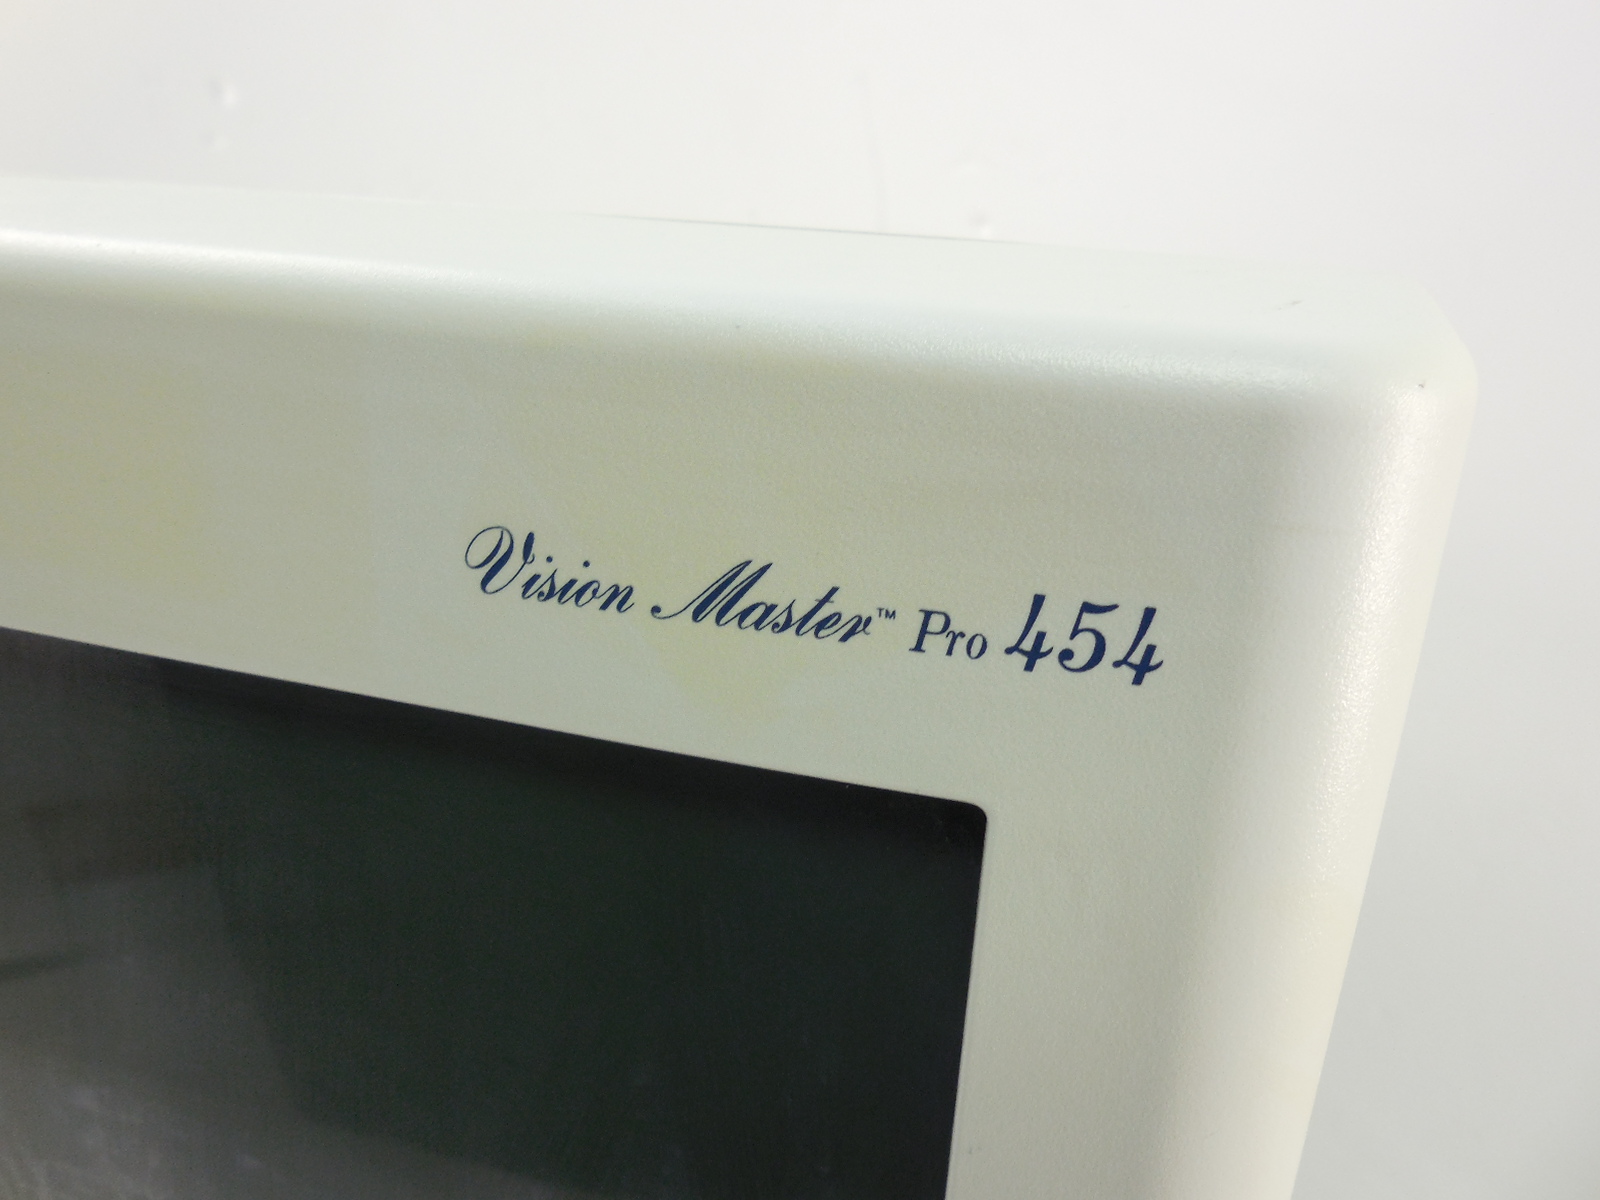 Vision Master™ Pro 454